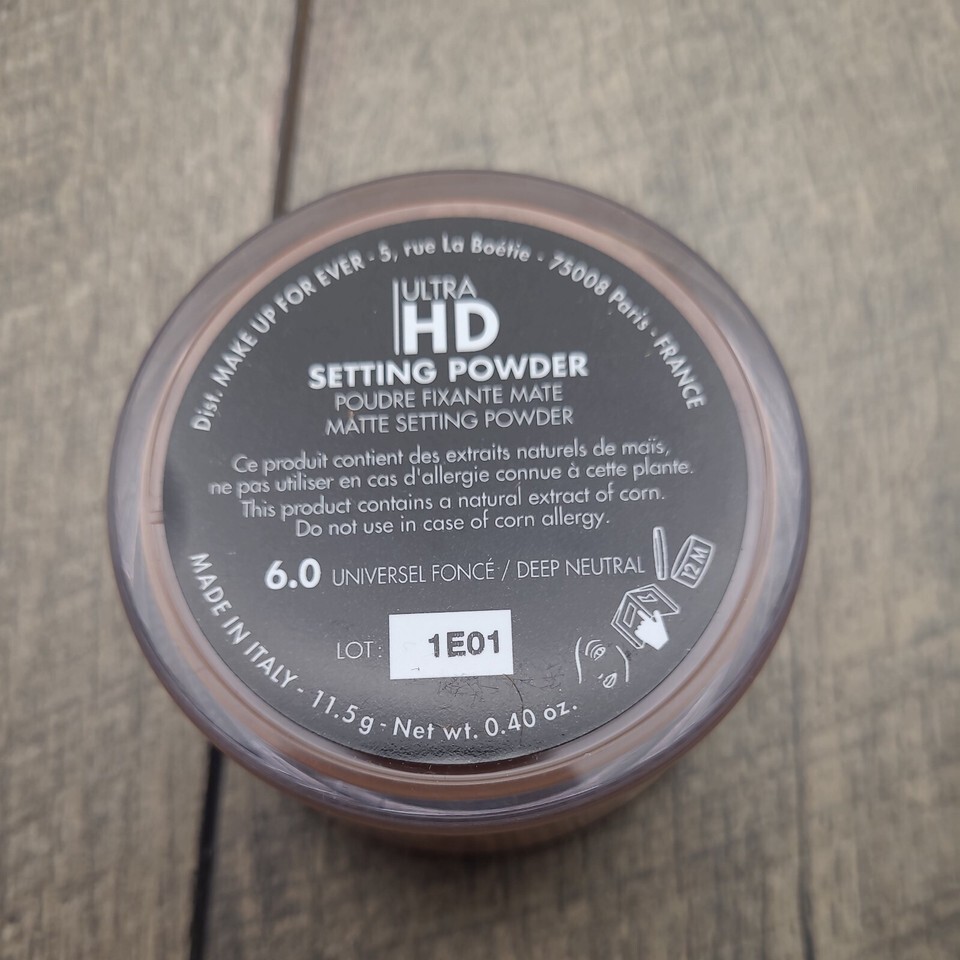 Dist. MAKE UP FOR EVER · 5, rue La Boétie · 75008 Paris · FRANCE
ULTRA
HD
SETTING POWDER
POUDRE FIXANTE MATE
MATTE SETTING POWDER
Ce produit contient des extraits naturels de maïs,
ne pas utiliser en cas d'allergie connue à cette plante.
This product contains a natural extract of corn.
Do not use in case of corn allergy.
6.0 UNIVERSEL FONCÉ / DEEP NEUTRAL
12M
LOT : 1E01
MADE IN ITALY - 11.5 g - Net wt. 0.40 oz.